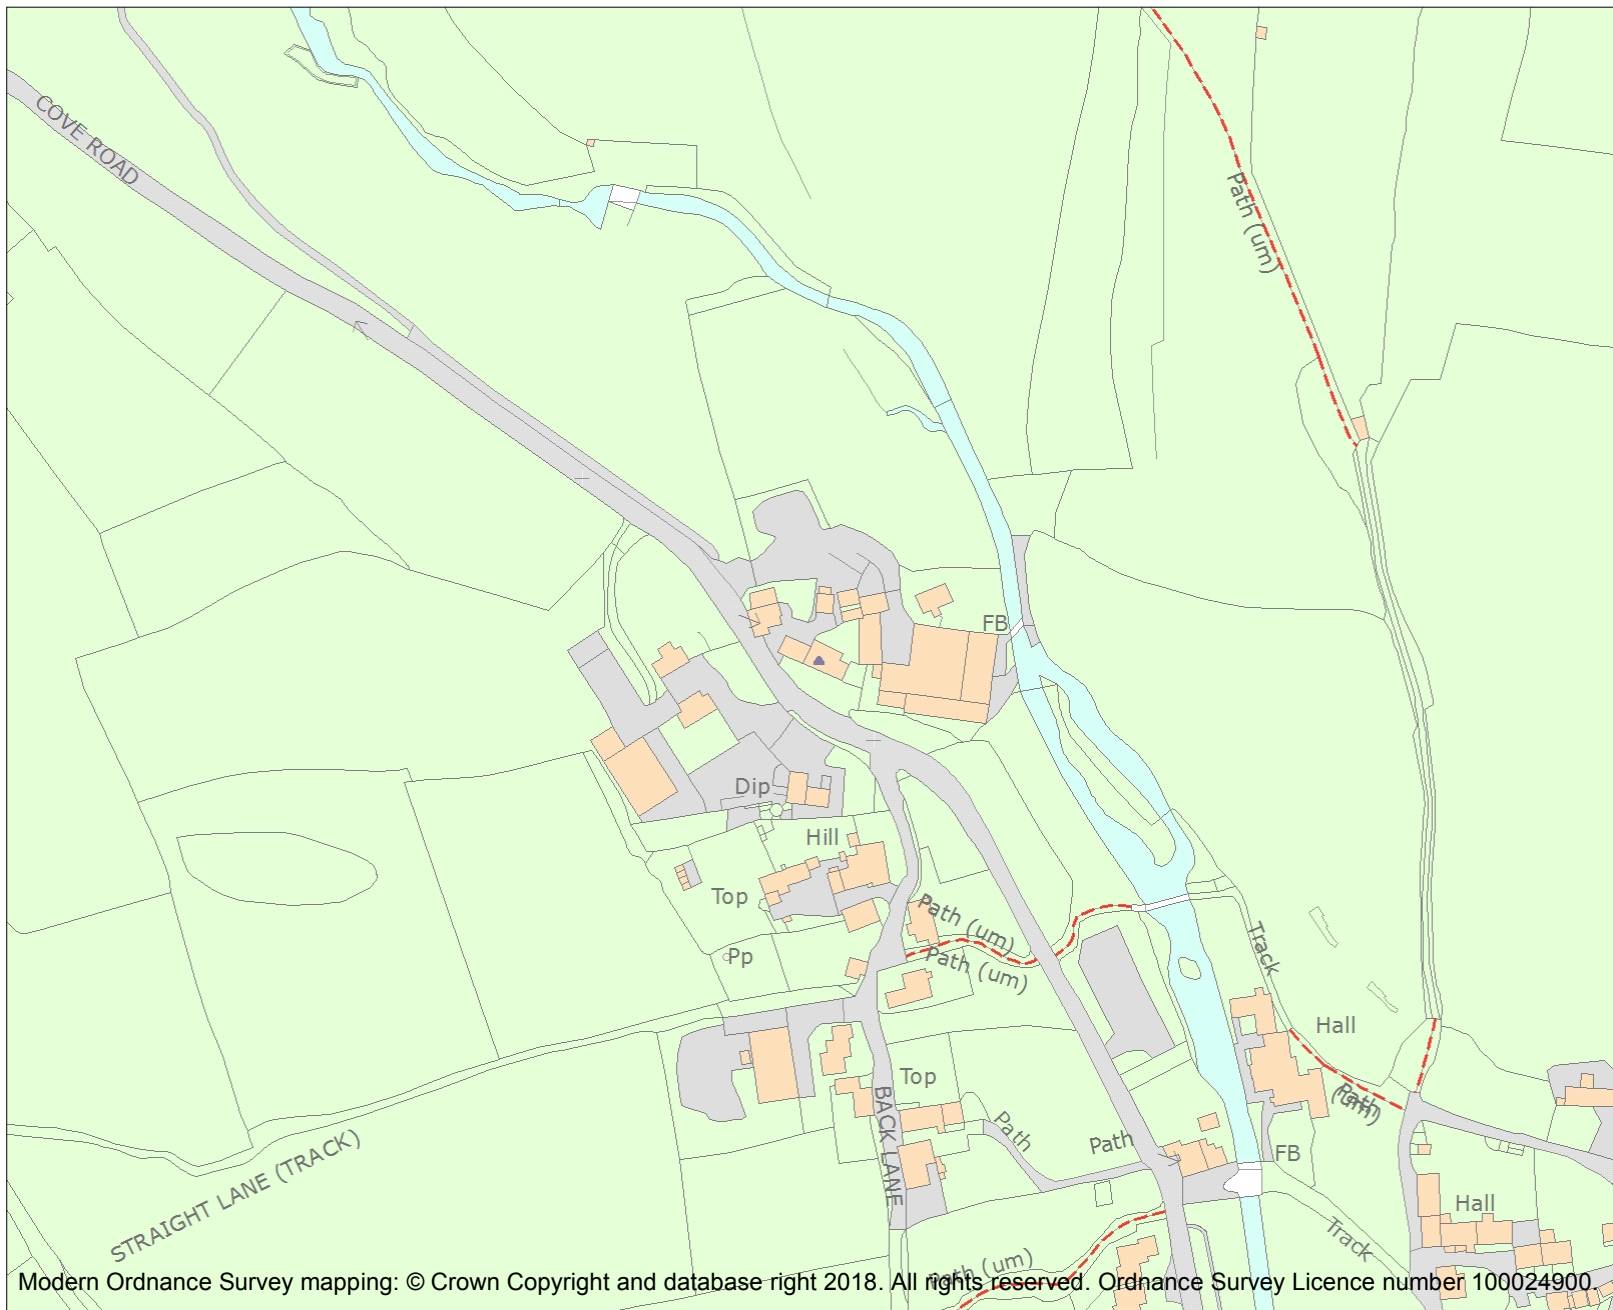 COVE ROAD
Path (um)
FB
Dip
Hill
Top
Path (um)
Pp
Path (um)
Track
Hall
Top
Path
(um)
BACK LANE
Path
Path
FB
STRAIGHT LANE (TRACK)
Hall
Track
Path (um)
Modern Ordnance Survey mapping: © Crown Copyright and database right 2018. All rights reserved. Ordnance Survey Licence number 100024900.